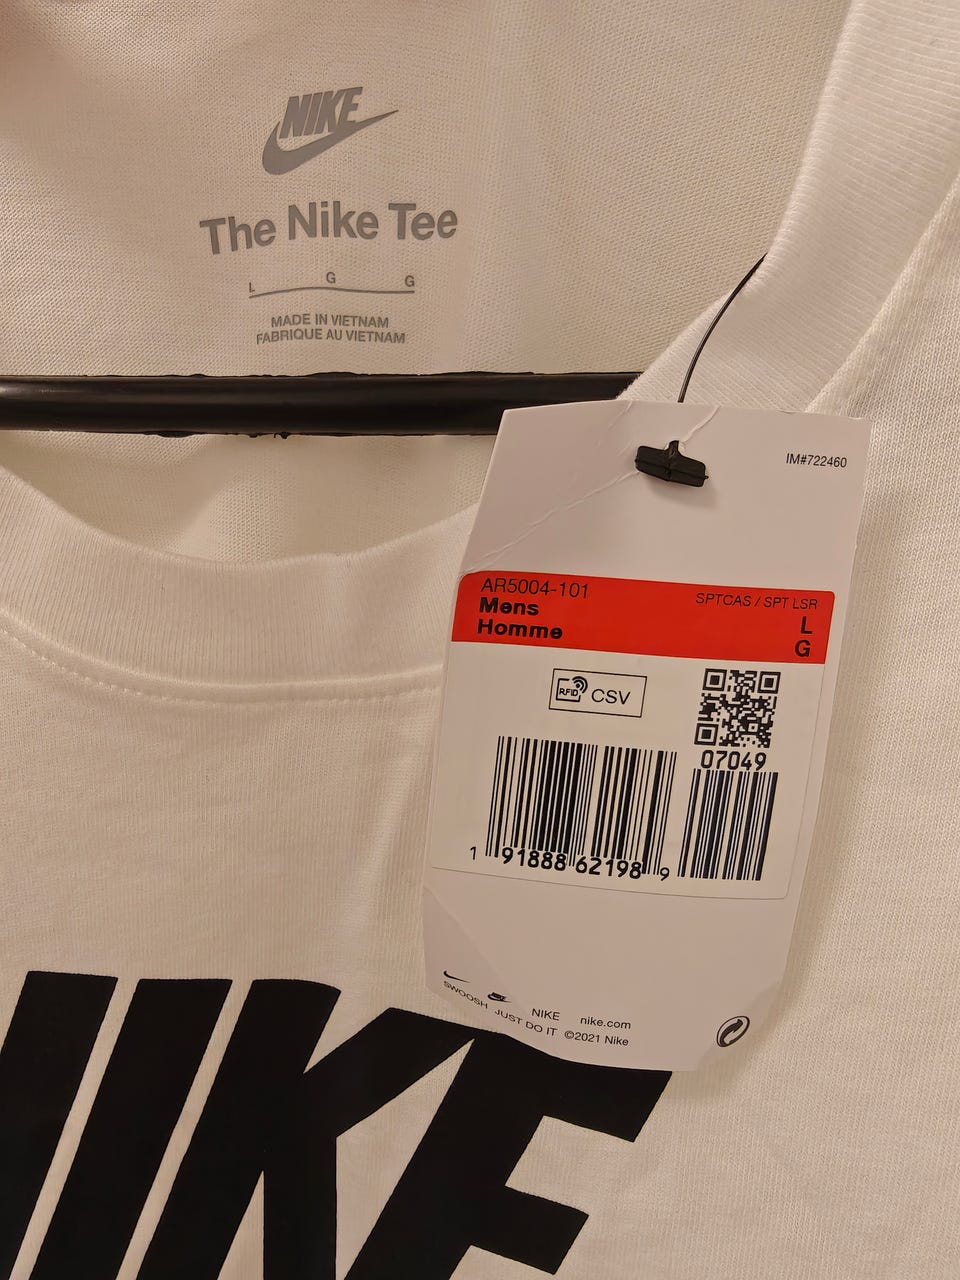 NIKE
The Nike Tee
L G G
MADE IN VIETNAM
FABRIQUE AU VIETNAM
IM#722460
AR5004-101
SPTCAS / SPT LSR
Mens
L
Homme
G
RFID CSV
07049
1 91888 62198 9
SWOOSH NIKE nike.com
JUST DO IT ©2021 Nike
NIKE